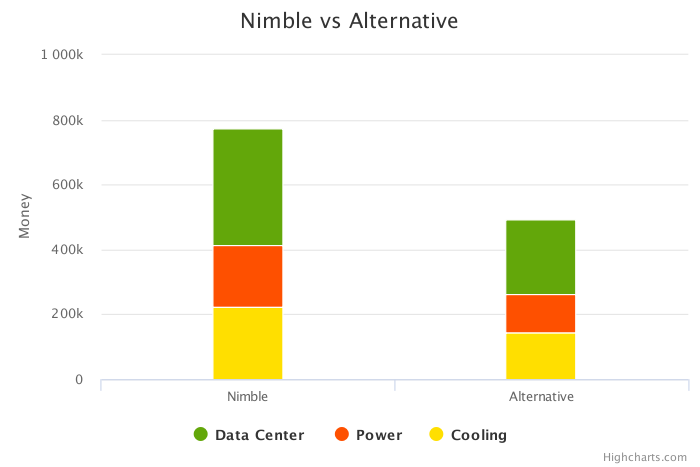 Nimble vs Alternative
1 000k
800k
600k
400k
200k
0
Money
Nimble
Alternative
Data Center
Power
Cooling
Highcharts.com